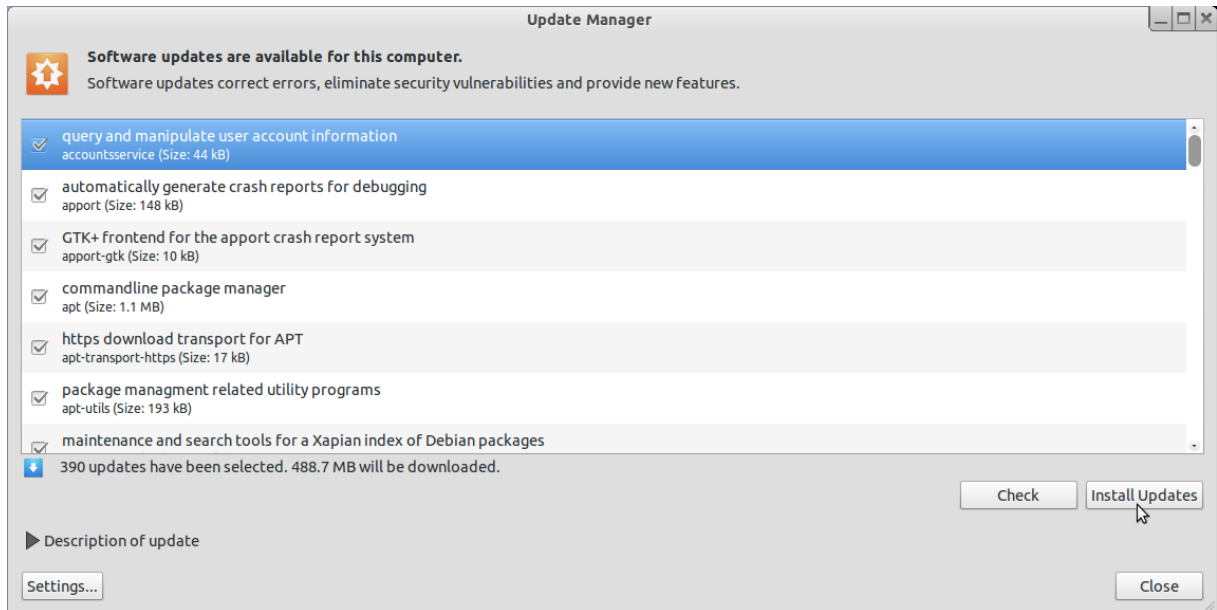 Update Manager
Software updates are available for this computer.
Software updates correct errors, eliminate security vulnerabilities and provide new features.
query and manipulate user account information
accountsservice (Size: 44 kB)
automatically generate crash reports for debugging
apport (Size: 148 kB)
GTK+ frontend for the apport crash report system
apport-gtk (Size: 10 kB)
commandline package manager
apt (Size: 1.1 MB)
https download transport for APT
apt-transport-https (Size: 17 kB)
package managment related utility programs
apt-utils (Size: 193 kB)
maintenance and search tools for a Xapian index of Debian packages
390 updates have been selected. 488.7 MB will be downloaded.
Check
Install Updates
Description of update
Settings...
Close